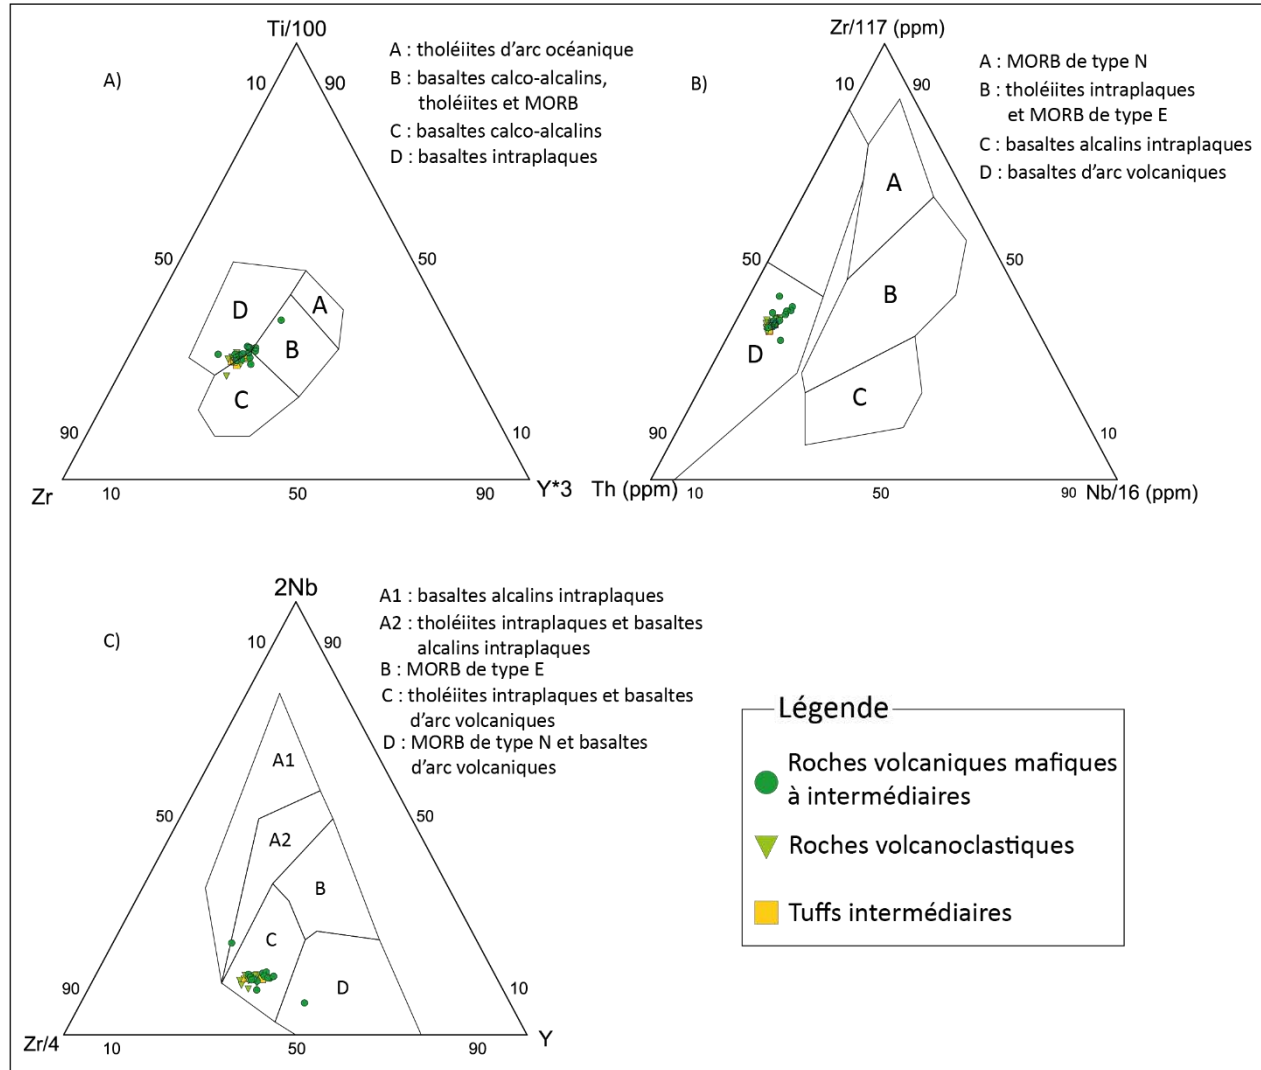 A)
Ti/100
10
90
50
50
D
A
B
C
90
10
Zr
10
50
90
Y*3
A : tholéiites d'arc océanique
B : basaltes calco-alcalins,
tholéiites et MORB
C : basaltes calco-alcalins
D : basaltes intraplaques
B)
Zr/117 (ppm)
10
90
A
50
50
B
D
C
90
10
Th (ppm)
10
50
90
Nb/16 (ppm)
A : MORB de type N
B : tholéiites intraplaques
et MORB de type E
C : basaltes alcalins intraplaques
D : basaltes d'arc volcaniques
C)
2Nb
10
90
A1
50
50
A2
B
C
D
90
10
Zr/4
10
50
90
Y
A1 : basaltes alcalins intraplaques
A2 : tholéiites intraplaques et basaltes
alcalins intraplaques
B : MORB de type E
C : tholéiites intraplaques et basaltes
d'arc volcaniques
D : MORB de type N et basaltes
d'arc volcaniques
Légende
Roches volcaniques mafiques
à intermédiaires
Roches volcanoclastiques
Tuffs intermédiaires